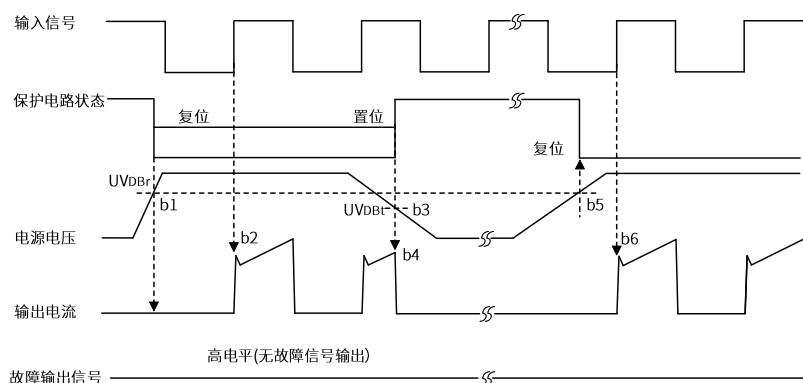 输入信号
保护电路状态
复位
置位
复位
UVDBr
b1
UVDBt
b3
b5
电源电压
b2
b6
b4
输出电流
高电平(无故障信号输出)
故障输出信号